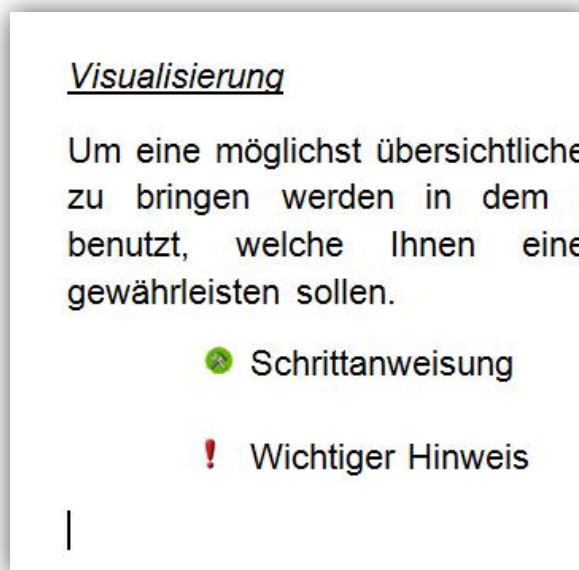 Visualisierung
Um eine möglichst übersichtliche
zu bringen werden in dem
benutzt, welche Ihnen eine
gewährleisten sollen.
Schrittanweisung
Wichtiger Hinweis